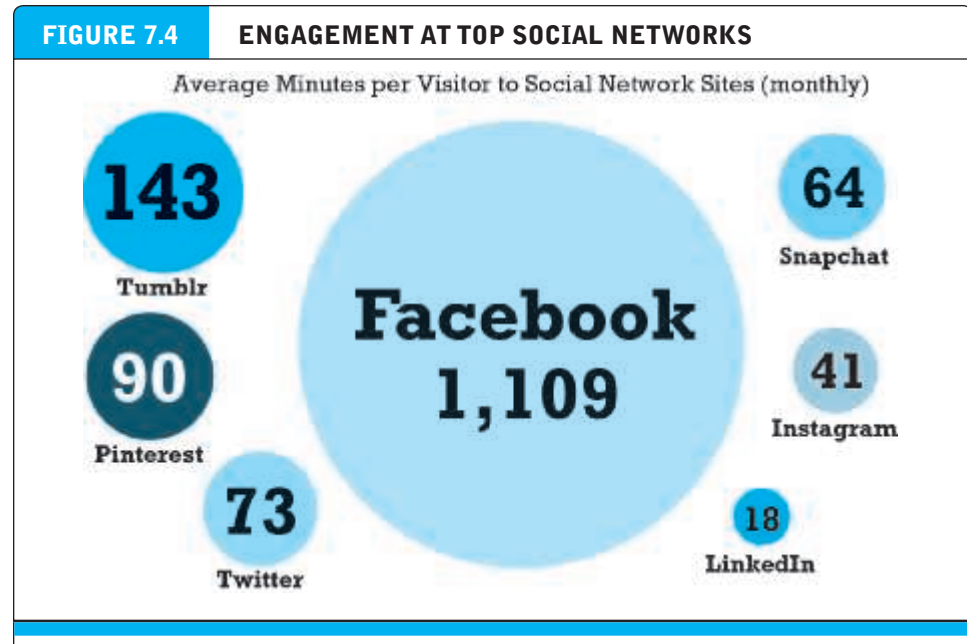 FIGURE 7.4 ENGAGEMENT AT TOP SOCIAL NETWORKS
Average Minutes per Visitor to Social Network Sites (monthly)
143
Tumblr
90
Pinterest
73
Twitter
Facebook
1,109
64
Snapchat
41
Instagram
18
LinkedIn